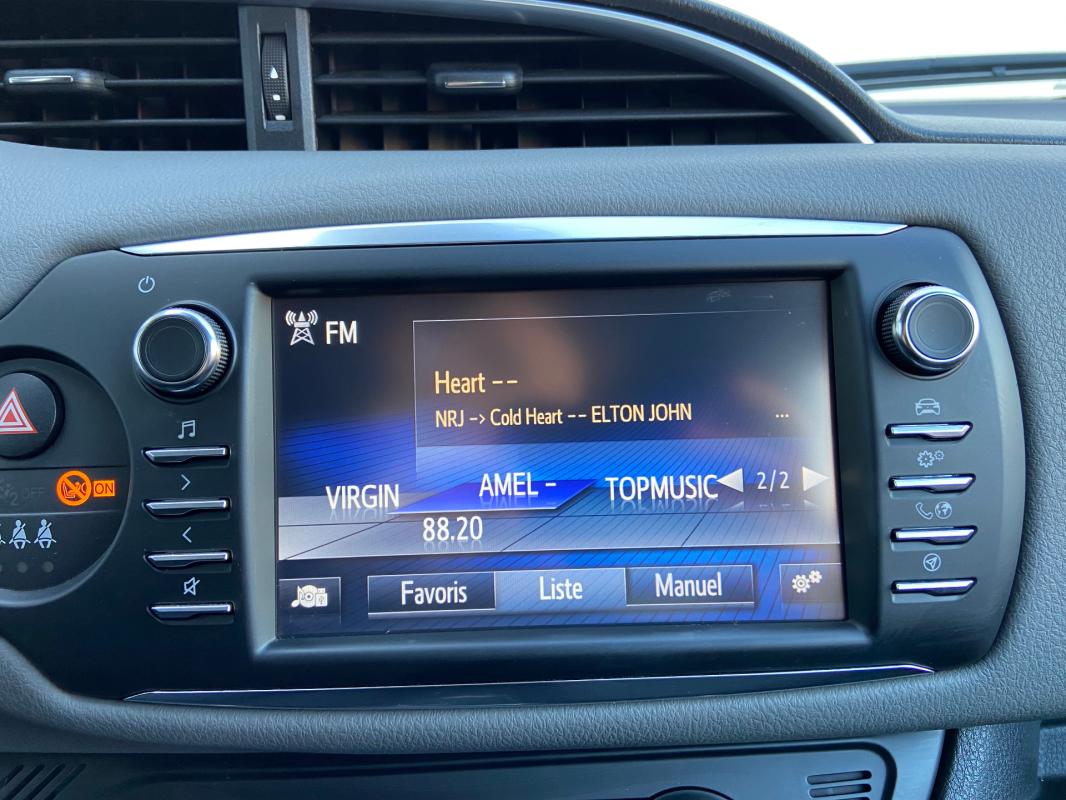 FM
Heart --
NRJ -> Cold Heart -- ELTON JOHN ...
VIRGIN AMEL - TOPMUSIC 2/2
88.20
Favoris Liste Manuel
OFF
ON